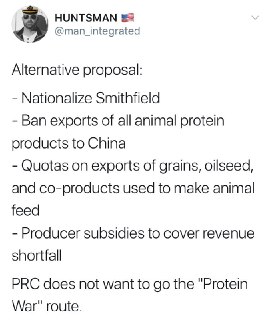 HUNTSMAN 🇺🇸
@man_integrated
Alternative proposal:
- Nationalize Smithfield
- Ban exports of all animal protein
products to China
- Quotas on exports of grains, oilseed,
and co-products used to make animal
feed
- Producer subsidies to cover revenue
shortfall
PRC does not want to go the "Protein
War" route.